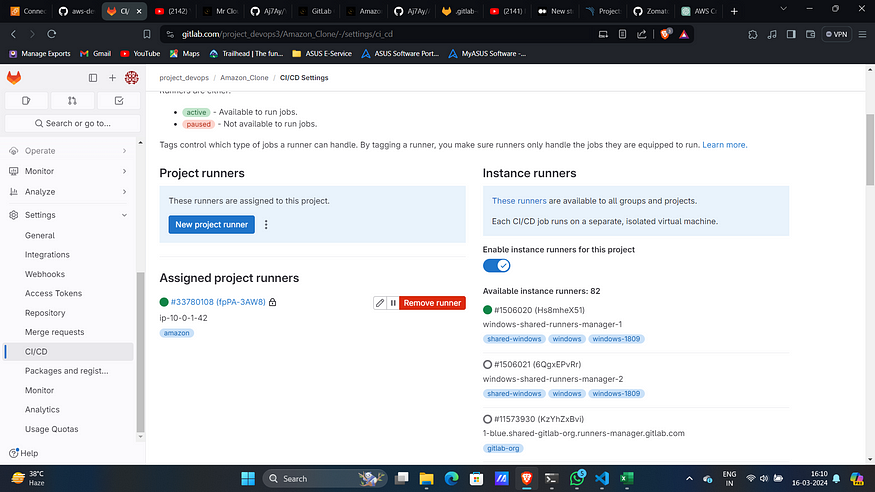 Connec
aws-de
CI/
(2142)
Mr Clo
Aj7Ay/
GitLab
Amazo
Aj7Ay/
.gitlab-
(2141)
New st
Project
Zomato
AWS C
gitlab.com/project_devops3/Amazon_Clone/-/settings/ci_cd
VPN
Manage Exports
Gmail
YouTube
Maps
Trailhead | The fun...
ASUS E-Service
ASUS Software Port...
MyASUS Software -...
project_devops / Amazon_Clone / CI/CD Settings
Search or go to...
Operate
Monitor
Analyze
Settings
General
Integrations
Webhooks
Access Tokens
Repository
Merge requests
CI/CD
Packages and regist...
Monitor
Analytics
Usage Quotas
Help
Runners are either:
active - Available to run jobs.
paused - Not available to run jobs.
Tags control which type of jobs a runner can handle. By tagging a runner, you make sure runners only handle the jobs they are equipped to run. Learn more.
Project runners
These runners are assigned to this project.
New project runner
Assigned project runners
#33780108 (fpPA-3AW8)
Remove runner
ip-10-0-1-42
amazon
Instance runners
These runners are available to all groups and projects.
Each CI/CD job runs on a separate, isolated virtual machine.
Enable instance runners for this project
Available instance runners: 82
#1506020 (Hs8mheX51)
windows-shared-runners-manager-1
shared-windows windows windows-1809
#1506021 (6QgxEPvRr)
windows-shared-runners-manager-2
shared-windows windows windows-1809
#11573930 (KzYhZxBvi)
1-blue.shared-gitlab-org.runners-manager.gitlab.com
gitlab-org
38°C
Haze
Search
ENG
IN
16:10
16-03-2024